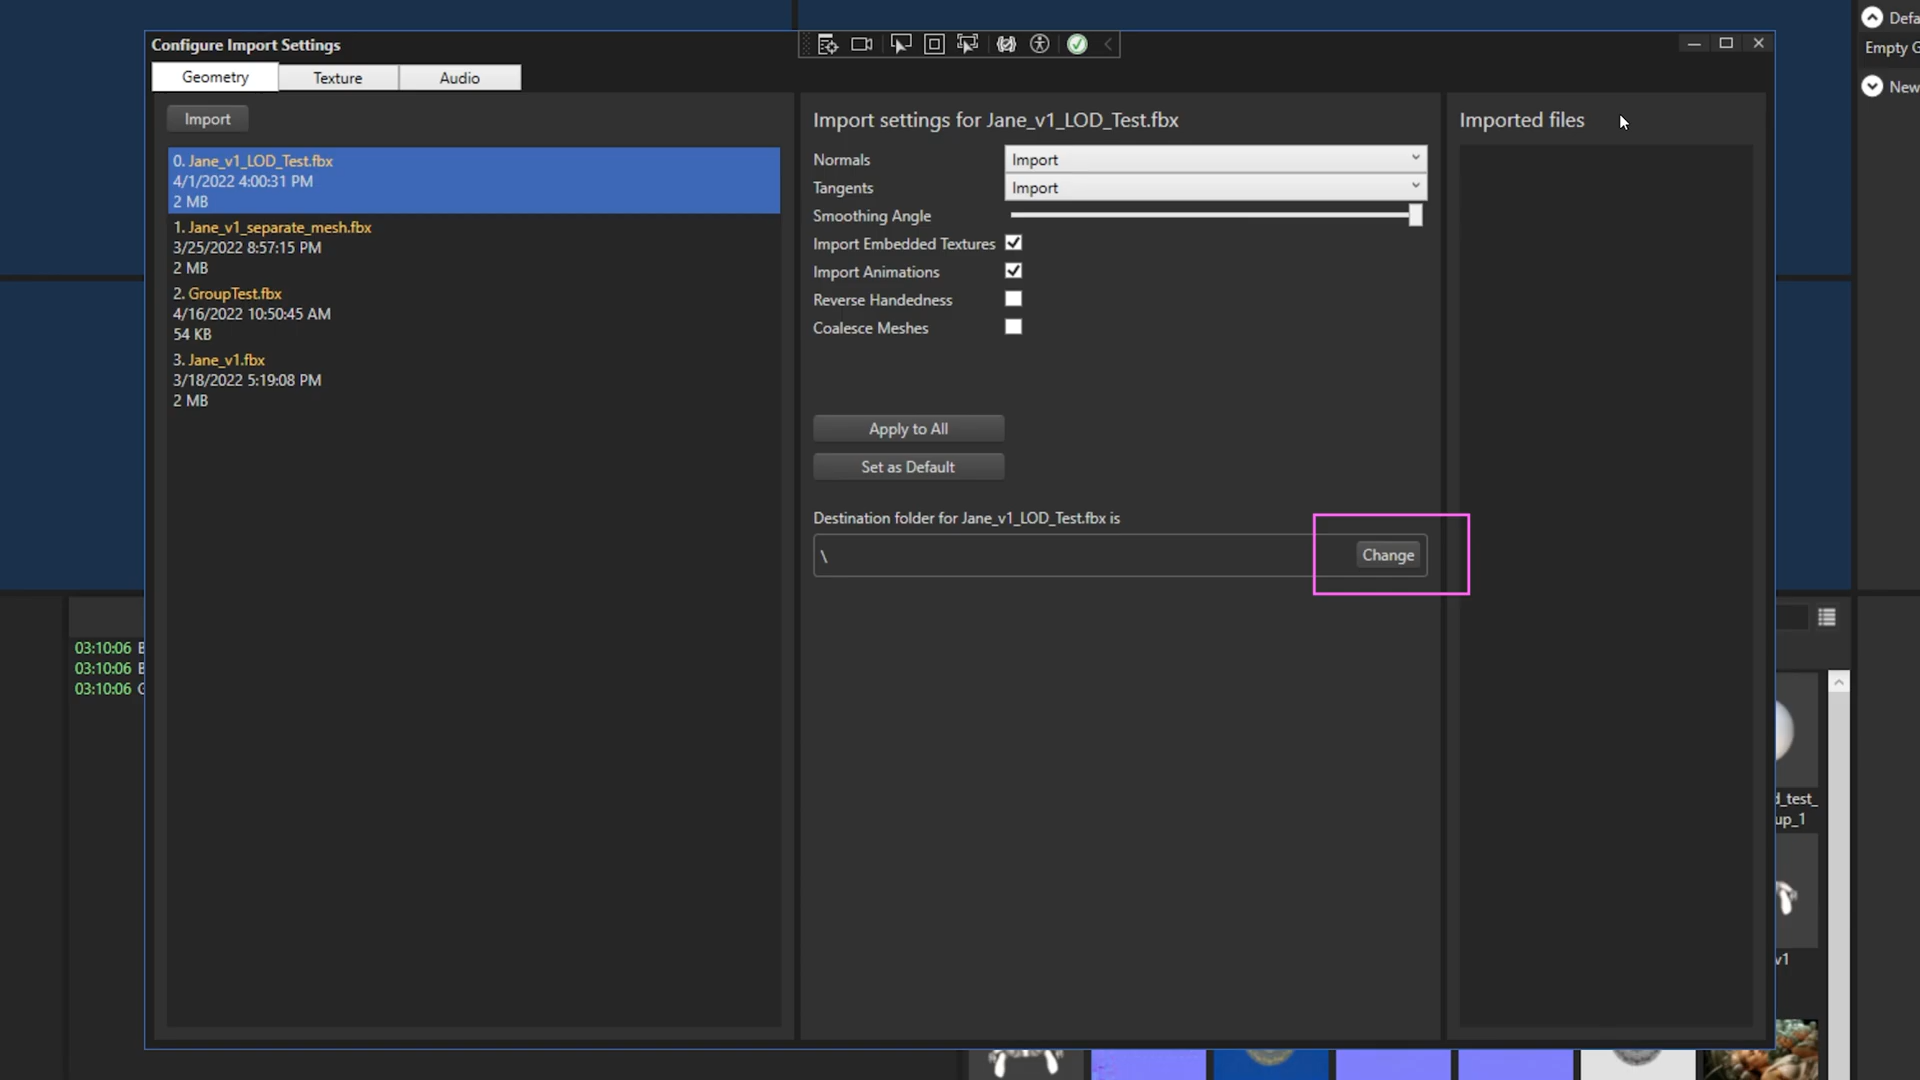 Configure Import Settings
Geometry
Texture
Audio
Import
0. Jane_v1_LOD_Test.fbx
4/1/2022 4:00:31 PM
2 MB
1. Jane_v1_separate_mesh.fbx
3/25/2022 8:57:15 PM
2 MB
2. GroupTest.fbx
4/16/2022 10:50:45 AM
54 KB
3. Jane_v1.fbx
3/18/2022 5:19:08 PM
2 MB
Import settings for Jane_v1_LOD_Test.fbx
Normals
Import
Tangents
Import
Smoothing Angle
Import Embedded Textures
Import Animations
Reverse Handedness
Coalesce Meshes
Apply to All
Set as Default
Destination folder for Jane_v1_LOD_Test.fbx is
\
Change
Imported files
Defa
Empty G
New
03:10:06
03:10:06
03:10:06
d_test_
up_1
v1